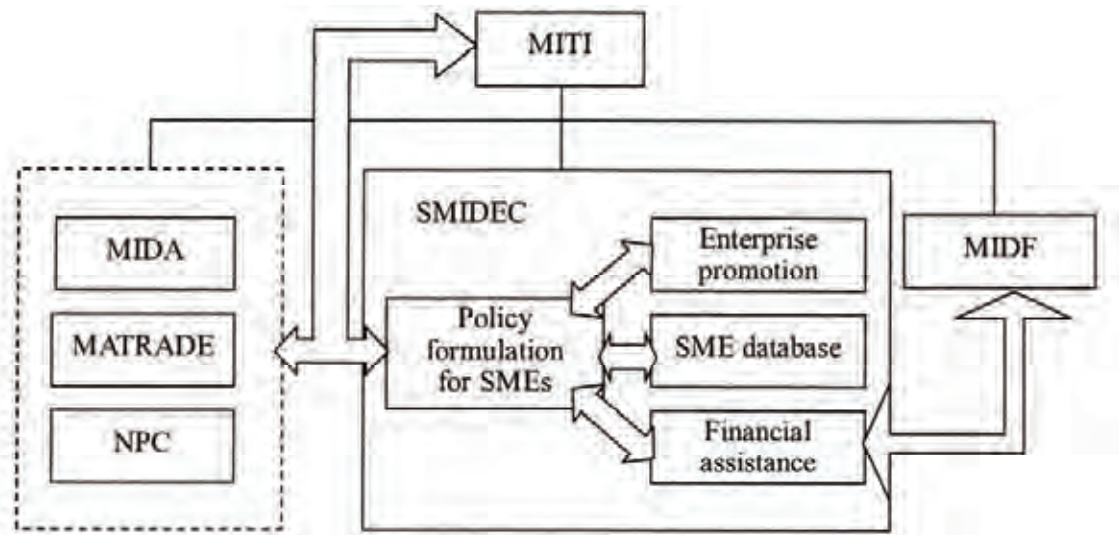 MITI
SMIDEC
MIDA
MATRADE
NPC
Policy
formulation
for SMEs
Enterprise
promotion
SME database
Financial
assistance
MIDF